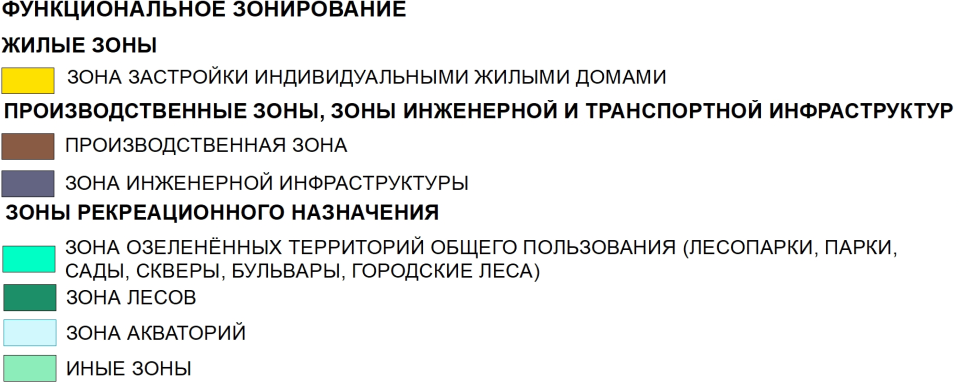 ФУНКЦИОНАЛЬНОЕ ЗОНИРОВАНИЕ
ЖИЛЫЕ ЗОНЫ
ЗОНА ЗАСТРОЙКИ ИНДИВИДУАЛЬНЫМИ ЖИЛЫМИ ДОМАМИ
ПРОИЗВОДСТВЕННЫЕ ЗОНЫ, ЗОНЫ ИНЖЕНЕРНОЙ И ТРАНСПОРТНОЙ ИНФРАСТРУКТУР
ПРОИЗВОДСТВЕННАЯ ЗОНА
ЗОНА ИНЖЕНЕРНОЙ ИНФРАСТРУКТУРЫ
ЗОНЫ РЕКРЕАЦИОННОГО НАЗНАЧЕНИЯ
ЗОНА ОЗЕЛЕНЁННЫХ ТЕРРИТОРИЙ ОБЩЕГО ПОЛЬЗОВАНИЯ (ЛЕСОПАРКИ, ПАРКИ,
САДЫ, СКВЕРЫ, БУЛЬВАРЫ, ГОРОДСКИЕ ЛЕСА)
ЗОНА ЛЕСОВ
ЗОНА АКВАТОРИЙ
ИНЫЕ ЗОНЫ